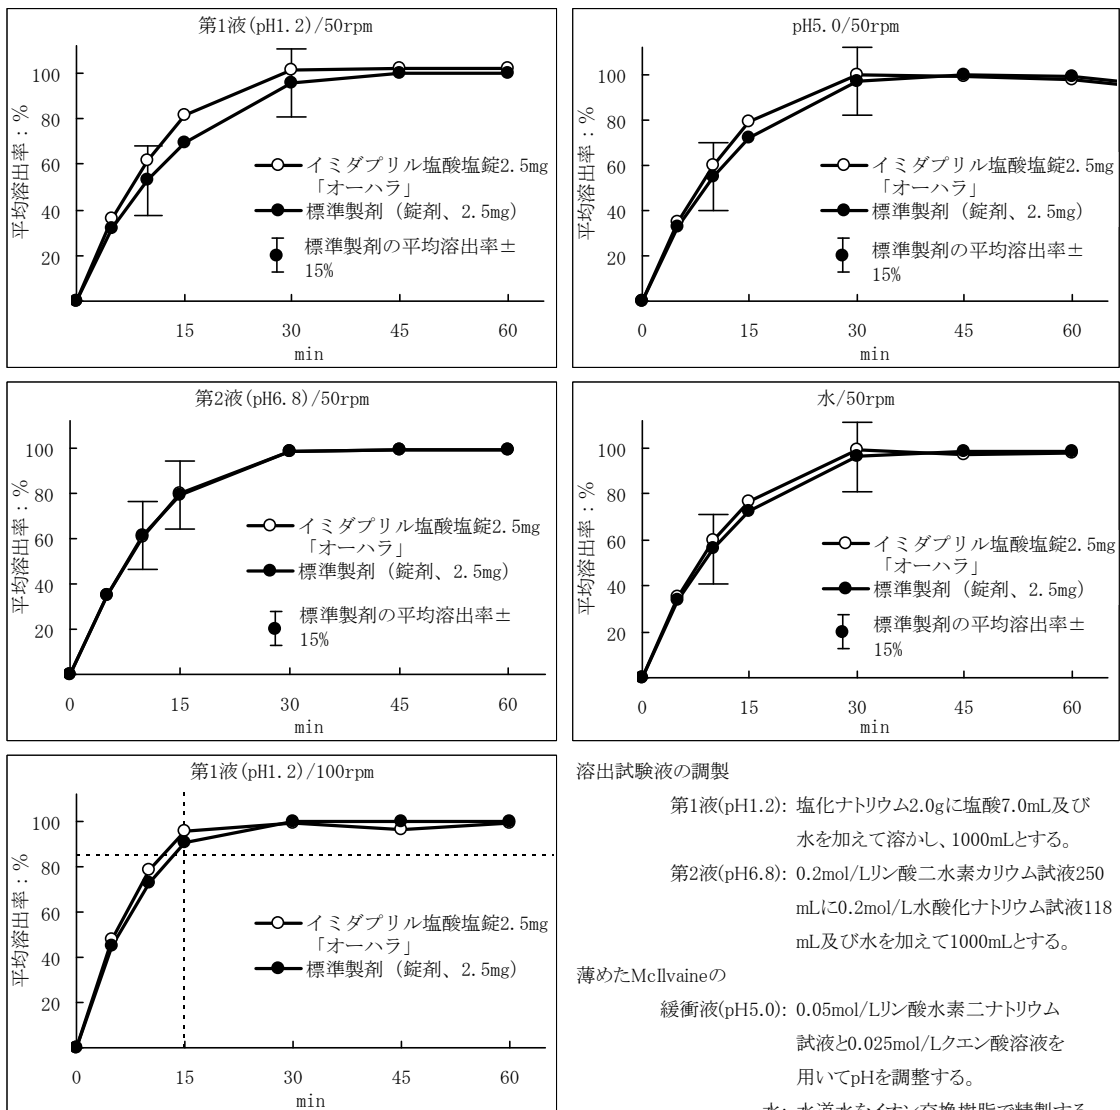 第1液(pH1.2)/50rpm
平均溶出率：%
100
80
60
40
20
イミダプリル塩酸塩錠2.5mg
「オーハラ」
標準製剤（錠剤、2.5mg）
標準製剤の平均溶出率±
15%
15
30
45
60
min
pH5.0/50rpm
平均溶出率：%
100
80
60
40
20
イミダプリル塩酸塩錠2.5mg
「オーハラ」
標準製剤（錠剤、2.5mg）
標準製剤の平均溶出率±
15%
0
15
30
45
60
min
第2液(pH6.8)/50rpm
平均溶出率：%
100
80
60
40
20
イミダプリル塩酸塩錠2.5mg
「オーハラ」
標準製剤（錠剤、2.5mg）
標準製剤の平均溶出率±
15%
0
15
30
45
60
min
水/50rpm
平均溶出率：%
100
80
60
40
20
イミダプリル塩酸塩錠2.5mg
「オーハラ」
標準製剤（錠剤、2.5mg）
標準製剤の平均溶出率±
15%
0
15
30
45
60
min
第1液(pH1.2)/100rpm
平均溶出率：%
100
80
60
40
20
イミダプリル塩酸塩錠2.5mg
「オーハラ」
標準製剤（錠剤、2.5mg）
0
15
30
45
60
min
溶出試験液の調製
第1液(pH1.2): 塩化ナトリウム2.0gに塩酸7.0mL及び
水を加えて溶かし、1000mLとする。
第2液(pH6.8): 0.2mol/Lリン酸二水素カリウム試液250
mLに0.2mol/L水酸化ナトリウム試液118
mL及び水を加えて1000mLとする。
薄めたMcIlvaineの
緩衝液(pH5.0): 0.05mol/Lリン酸水素二ナトリウム
試液と0.025mol/Lクエン酸溶液を
用いてpHを調整する。
水: 水道水をイオン交換樹脂で精製する